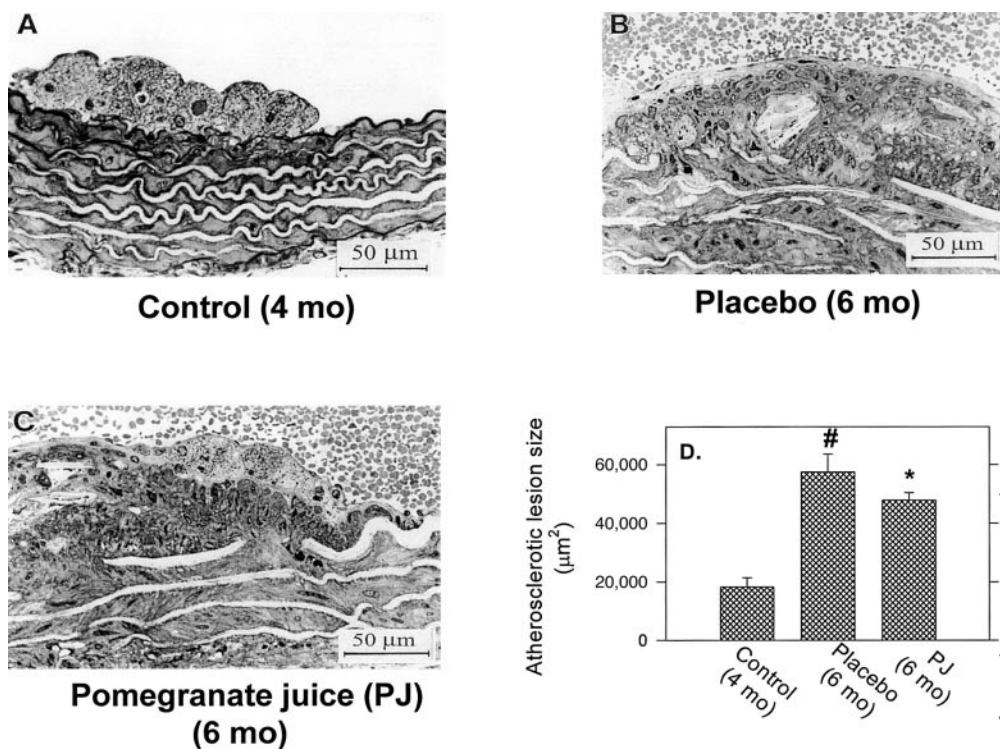 A
50 μm
Control (4 mo)
B
50 μm
Placebo (6 mo)
C
50 μm
Pomegranate juice (PJ)
(6 mo)
D.
Atherosclerotic lesion size
(μm²)
60,000
40,000
20,000
0
#
*
Control
(4 mo)
Placebo
(6 mo)
PJ
(6 mo)